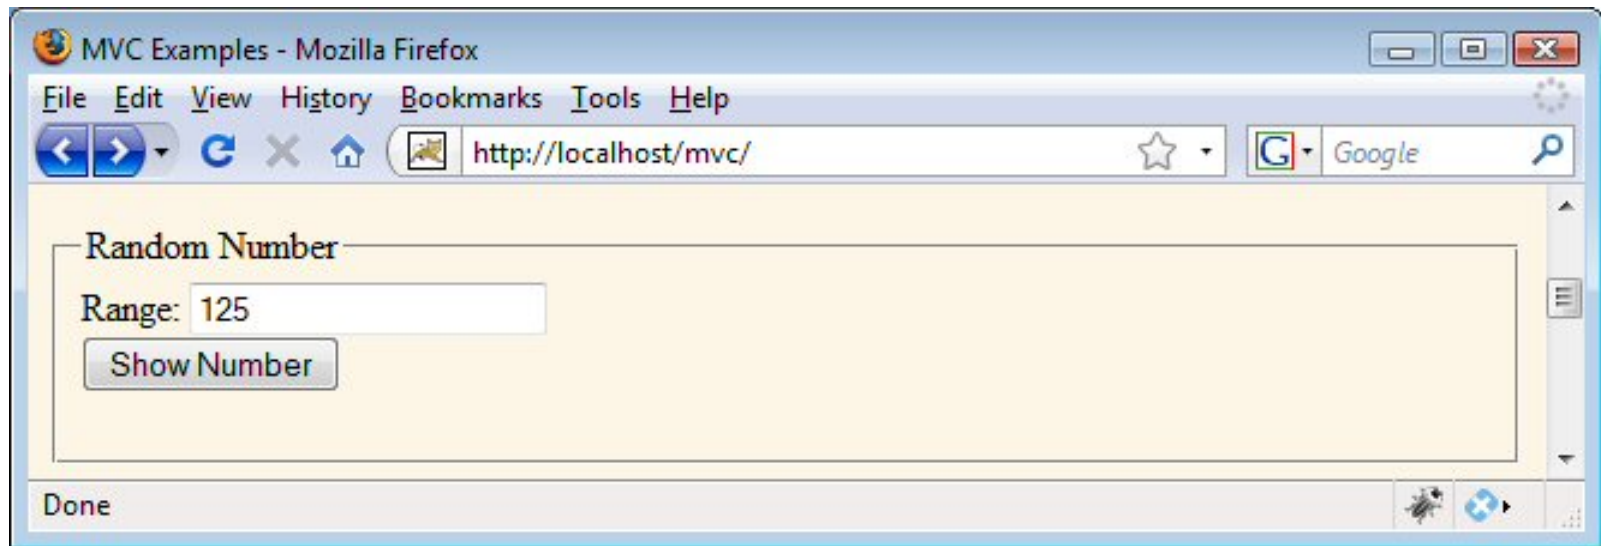 MVC Examples - Mozilla Firefox
File Edit View History Bookmarks Tools Help
http://localhost/mvc/ G Google
Random Number
Range: 125
Show Number
Done